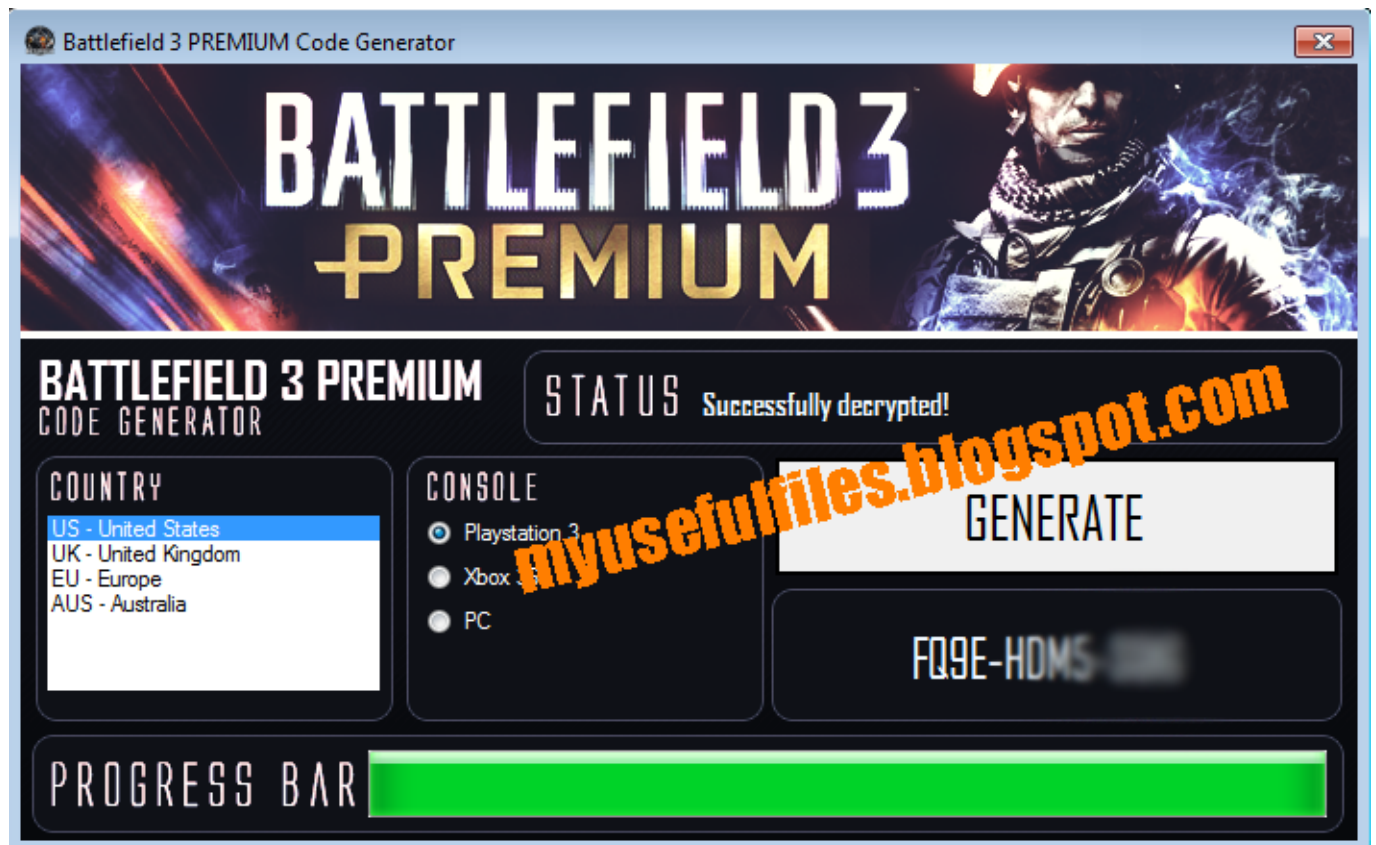 Battlefield 3 PREMIUM Code Generator
BATTLEFIELD 3
PREMIUM
BATTLEFIELD 3 PREMIUM
CODE GENERATOR
STATUS Successfully decrypted!
myusefulfiles.blogspot.com
COUNTRY
US - United States
UK - United Kingdom
EU - Europe
AUS - Australia
CONSOLE
Playstation 3
Xbox
PC
GENERATE
FQ9E-HDM5-
PROGRESS BAR